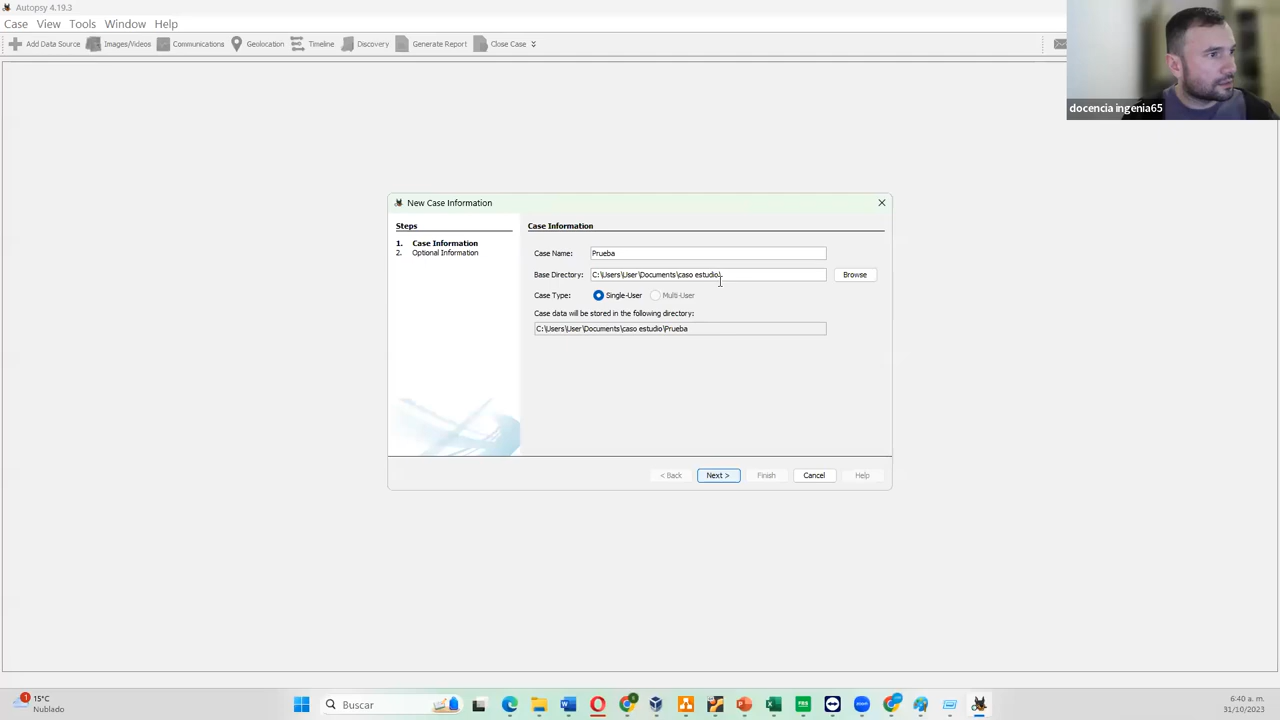 Autopsy 4.19.3
Case View Tools Window Help
Add Data Source Images/Videos Communications Geolocation Timeline Discovery Generate Report Close Case
docencia ingenia65
New Case Information
Steps
1. Case Information
2. Optional Information
Case Information
Case Name: Prueba
Base Directory: C:\Users\User\Documents\caso estudio\ Browse
Case Type: Single-User Multi-User
Case data will be stored in the following directory:
C:\Users\User\Documents\caso estudio\Prueba
< Back Next > Finish Cancel Help
1 15°C
Nublado
Buscar
6:40 a. m.
31/10/2023